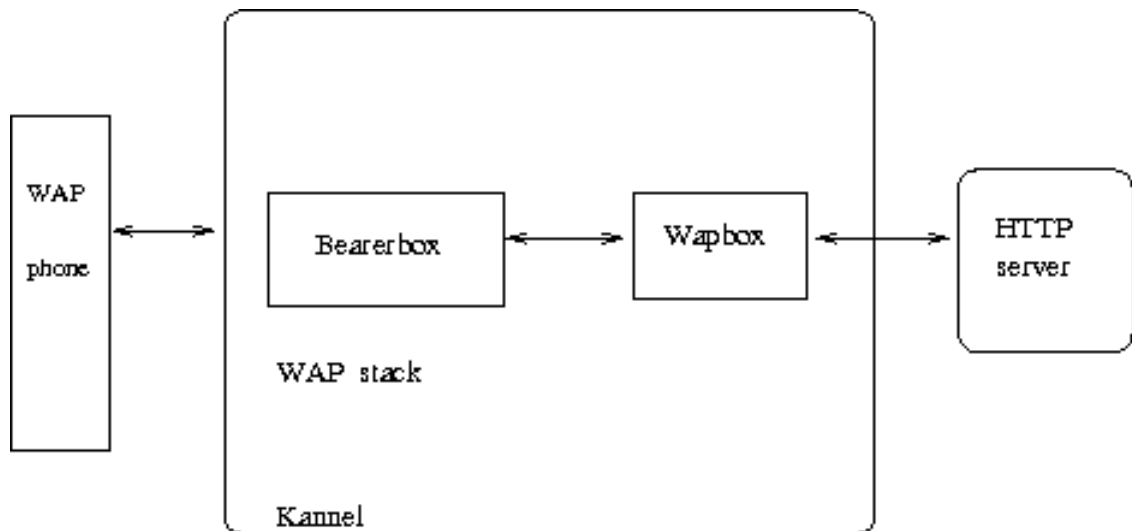 WAP
phone
Bearerbox
Wapbox
HTTP
server
WAP stack
Kannel